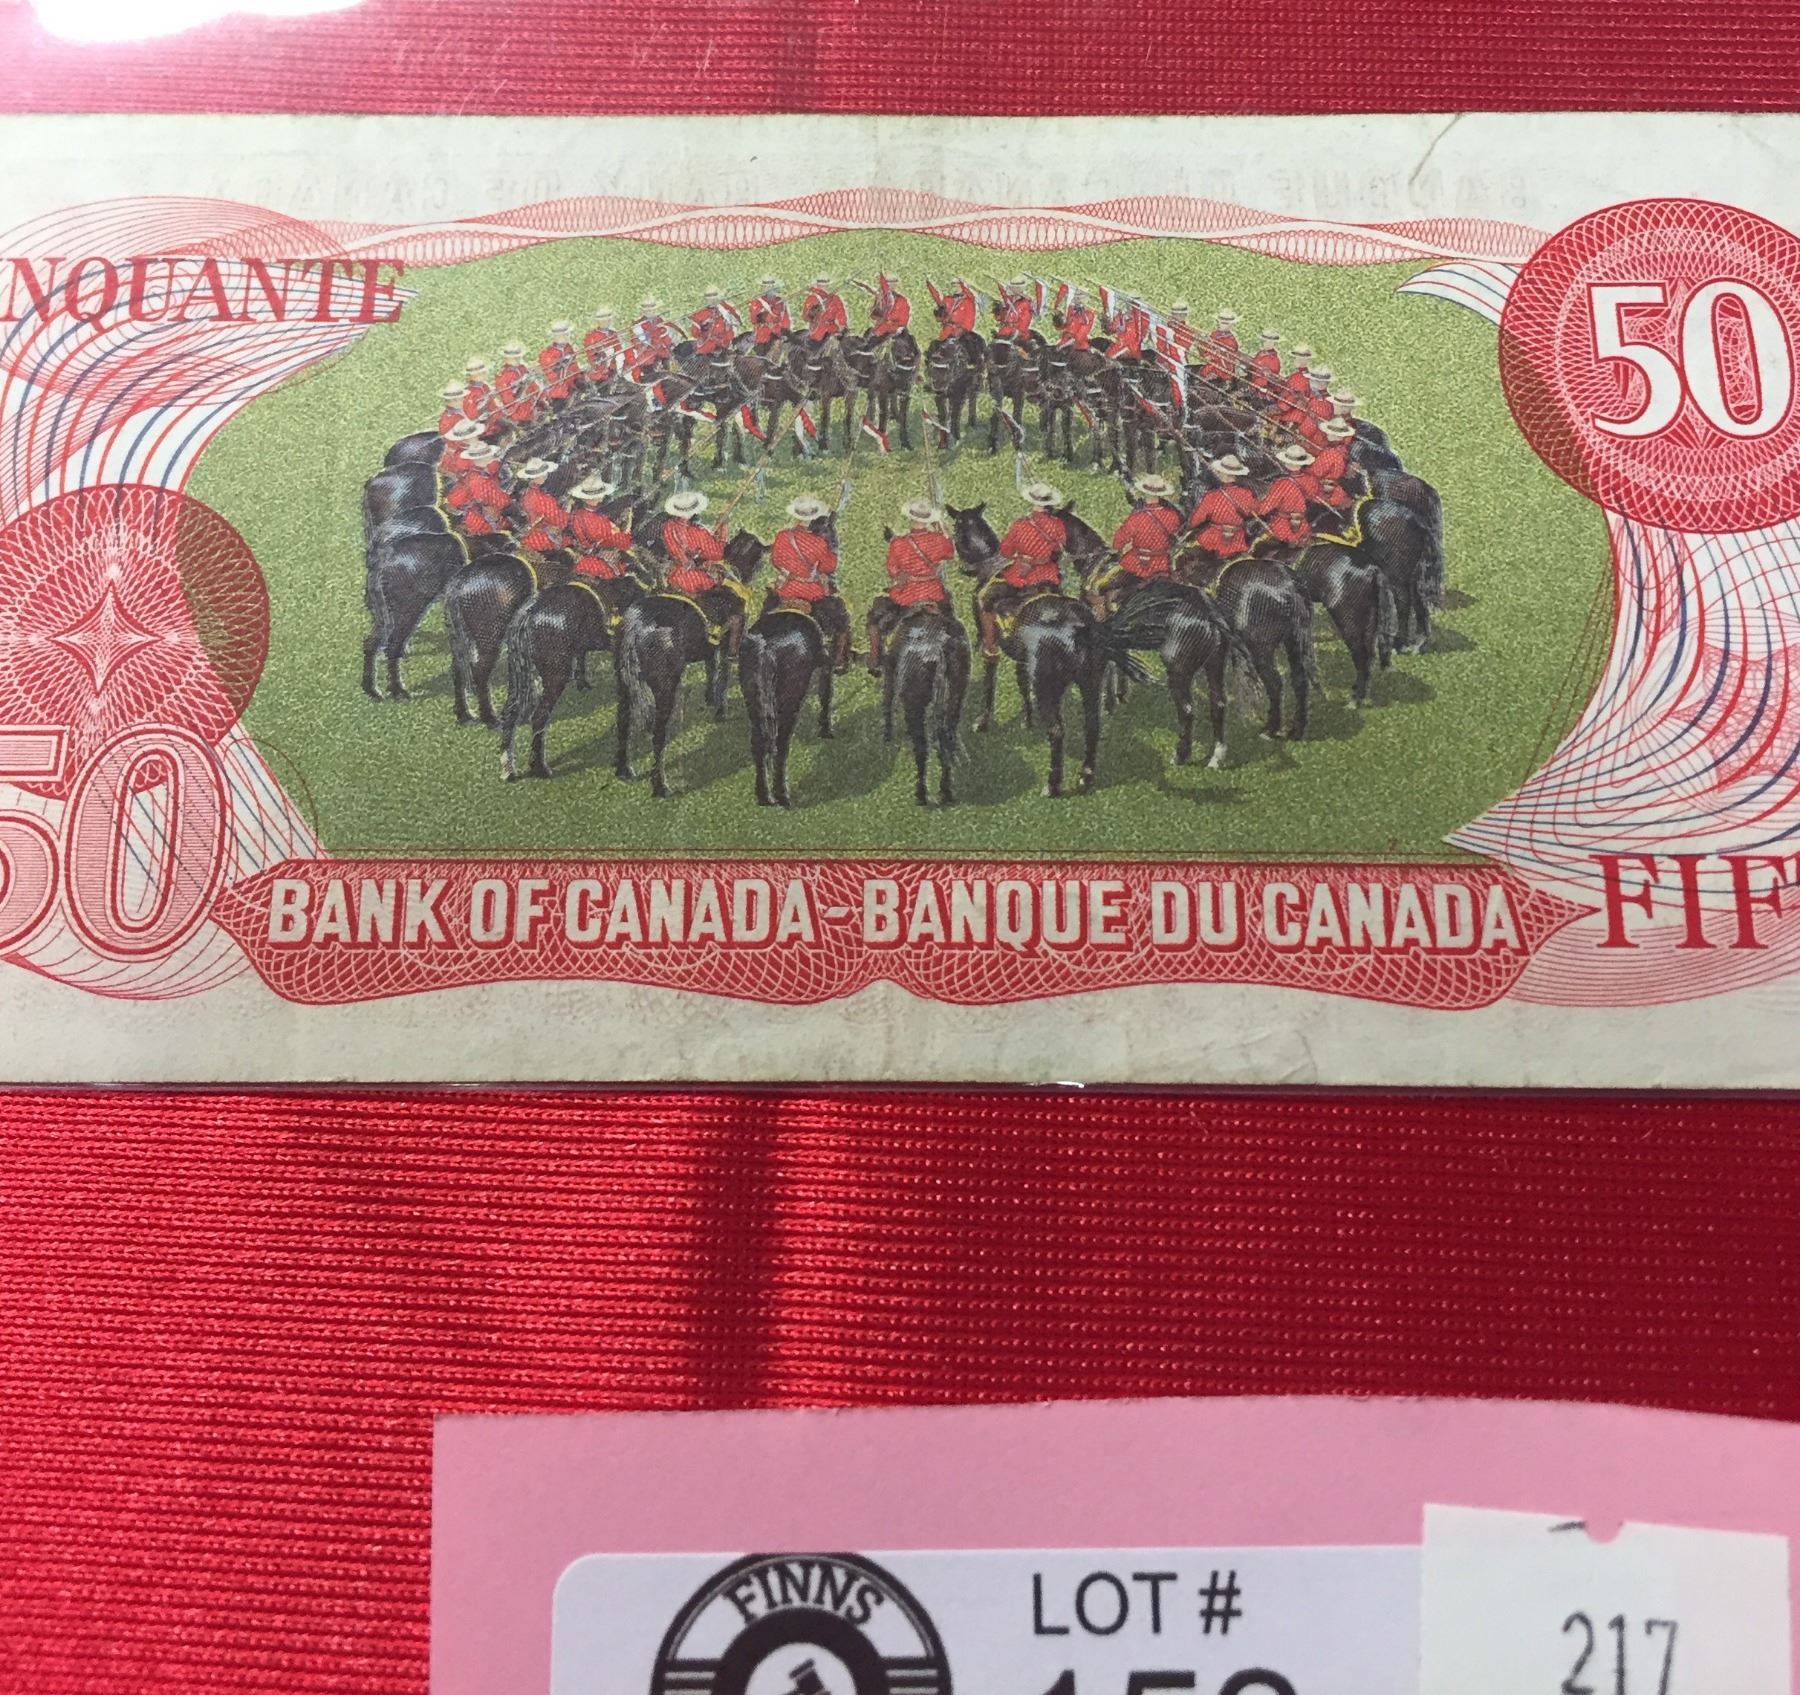 NQUANTE
50
50
BANK OF CANADA - BANQUE DU CANADA
FIF
FINNS
LOT #
217